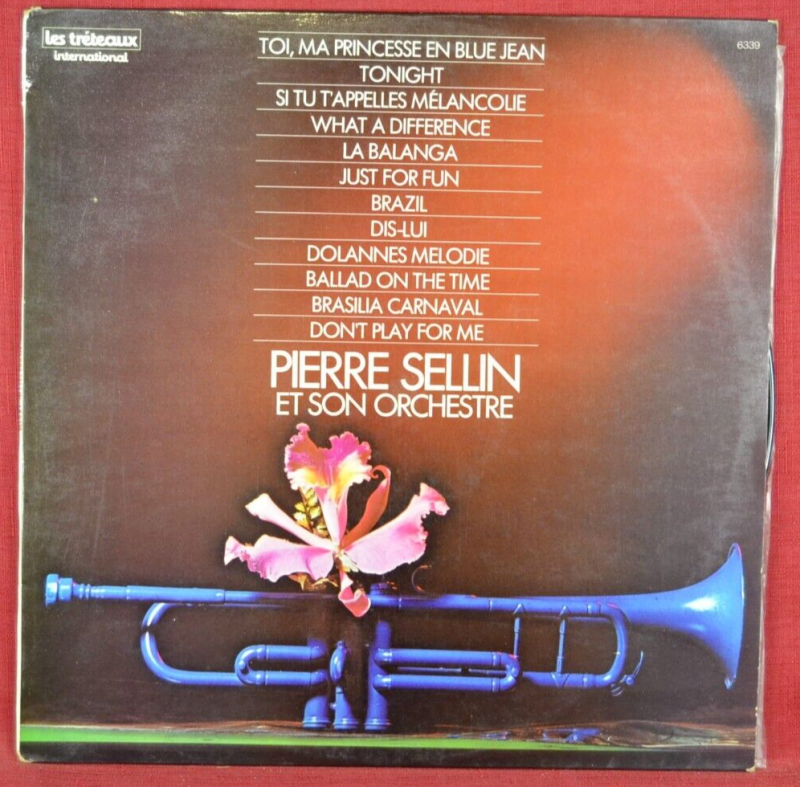 les tréteaux
international
6339
TOI, MA PRINCESSE EN BLUE JEAN
TONIGHT
SI TU T'APPELLES MÉLANCOLIE
WHAT A DIFFERENCE
LA BALANGA
JUST FOR FUN
BRAZIL
DIS-LUI
DOLANNES MELODIE
BALLAD ON THE TIME
BRASILIA CARNAVAL
DON'T PLAY FOR ME
PIERRE SELLIN
ET SON ORCHESTRE